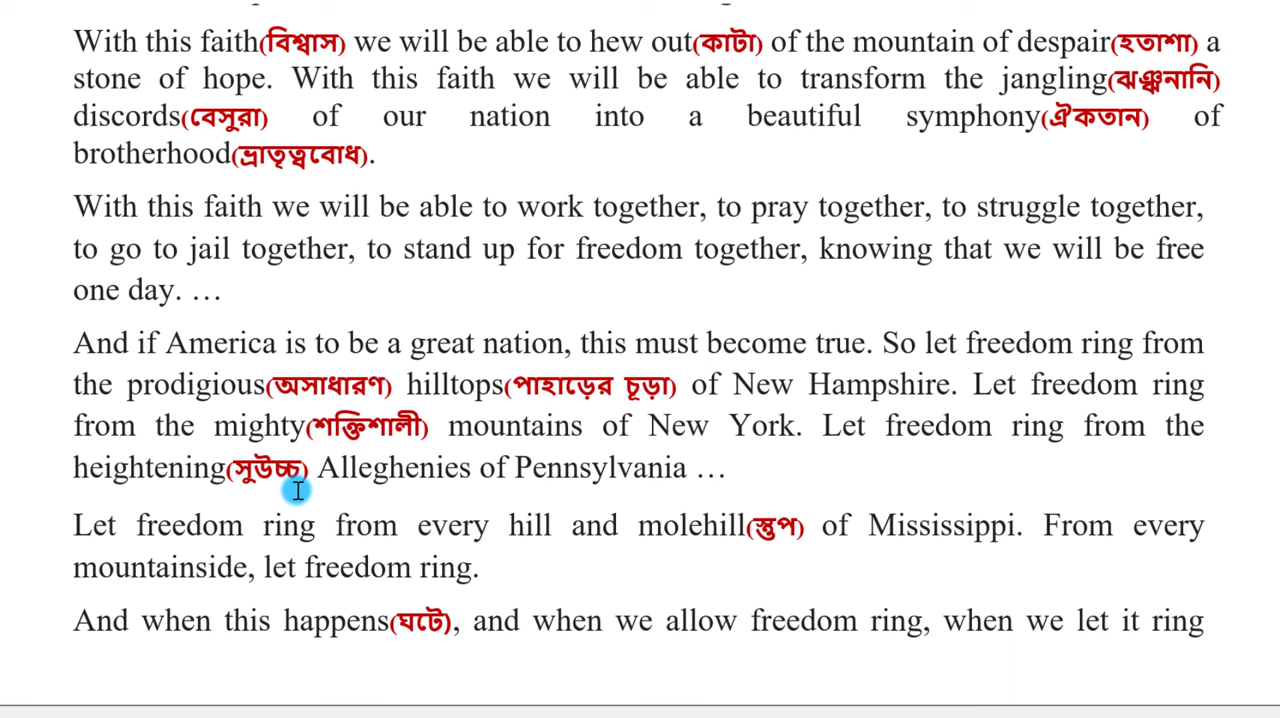 With this faith(বিশ্বাস) we will be able to hew out(কাটা) of the mountain of despair(হতাশা) a
stone of hope. With this faith we will be able to transform the jangling(ঝঞ্ঝনানি)
discords(বেসুরা) of our nation into a beautiful symphony(ঐকতান) of
brotherhood(ভ্রাতৃত্ববোধ).
With this faith we will be able to work together, to pray together, to struggle together,
to go to jail together, to stand up for freedom together, knowing that we will be free
one day. …
And if America is to be a great nation, this must become true. So let freedom ring from
the prodigious(অসাধারণ) hilltops(পাহাড়ের চূড়া) of New Hampshire. Let freedom ring
from the mighty(শক্তিশালী) mountains of New York. Let freedom ring from the
heightening(সুউচ্চ) Alleghenies of Pennsylvania …
Let freedom ring from every hill and molehill(স্তুপ) of Mississippi. From every
mountainside, let freedom ring.
And when this happens(ঘটে), and when we allow freedom ring, when we let it ring